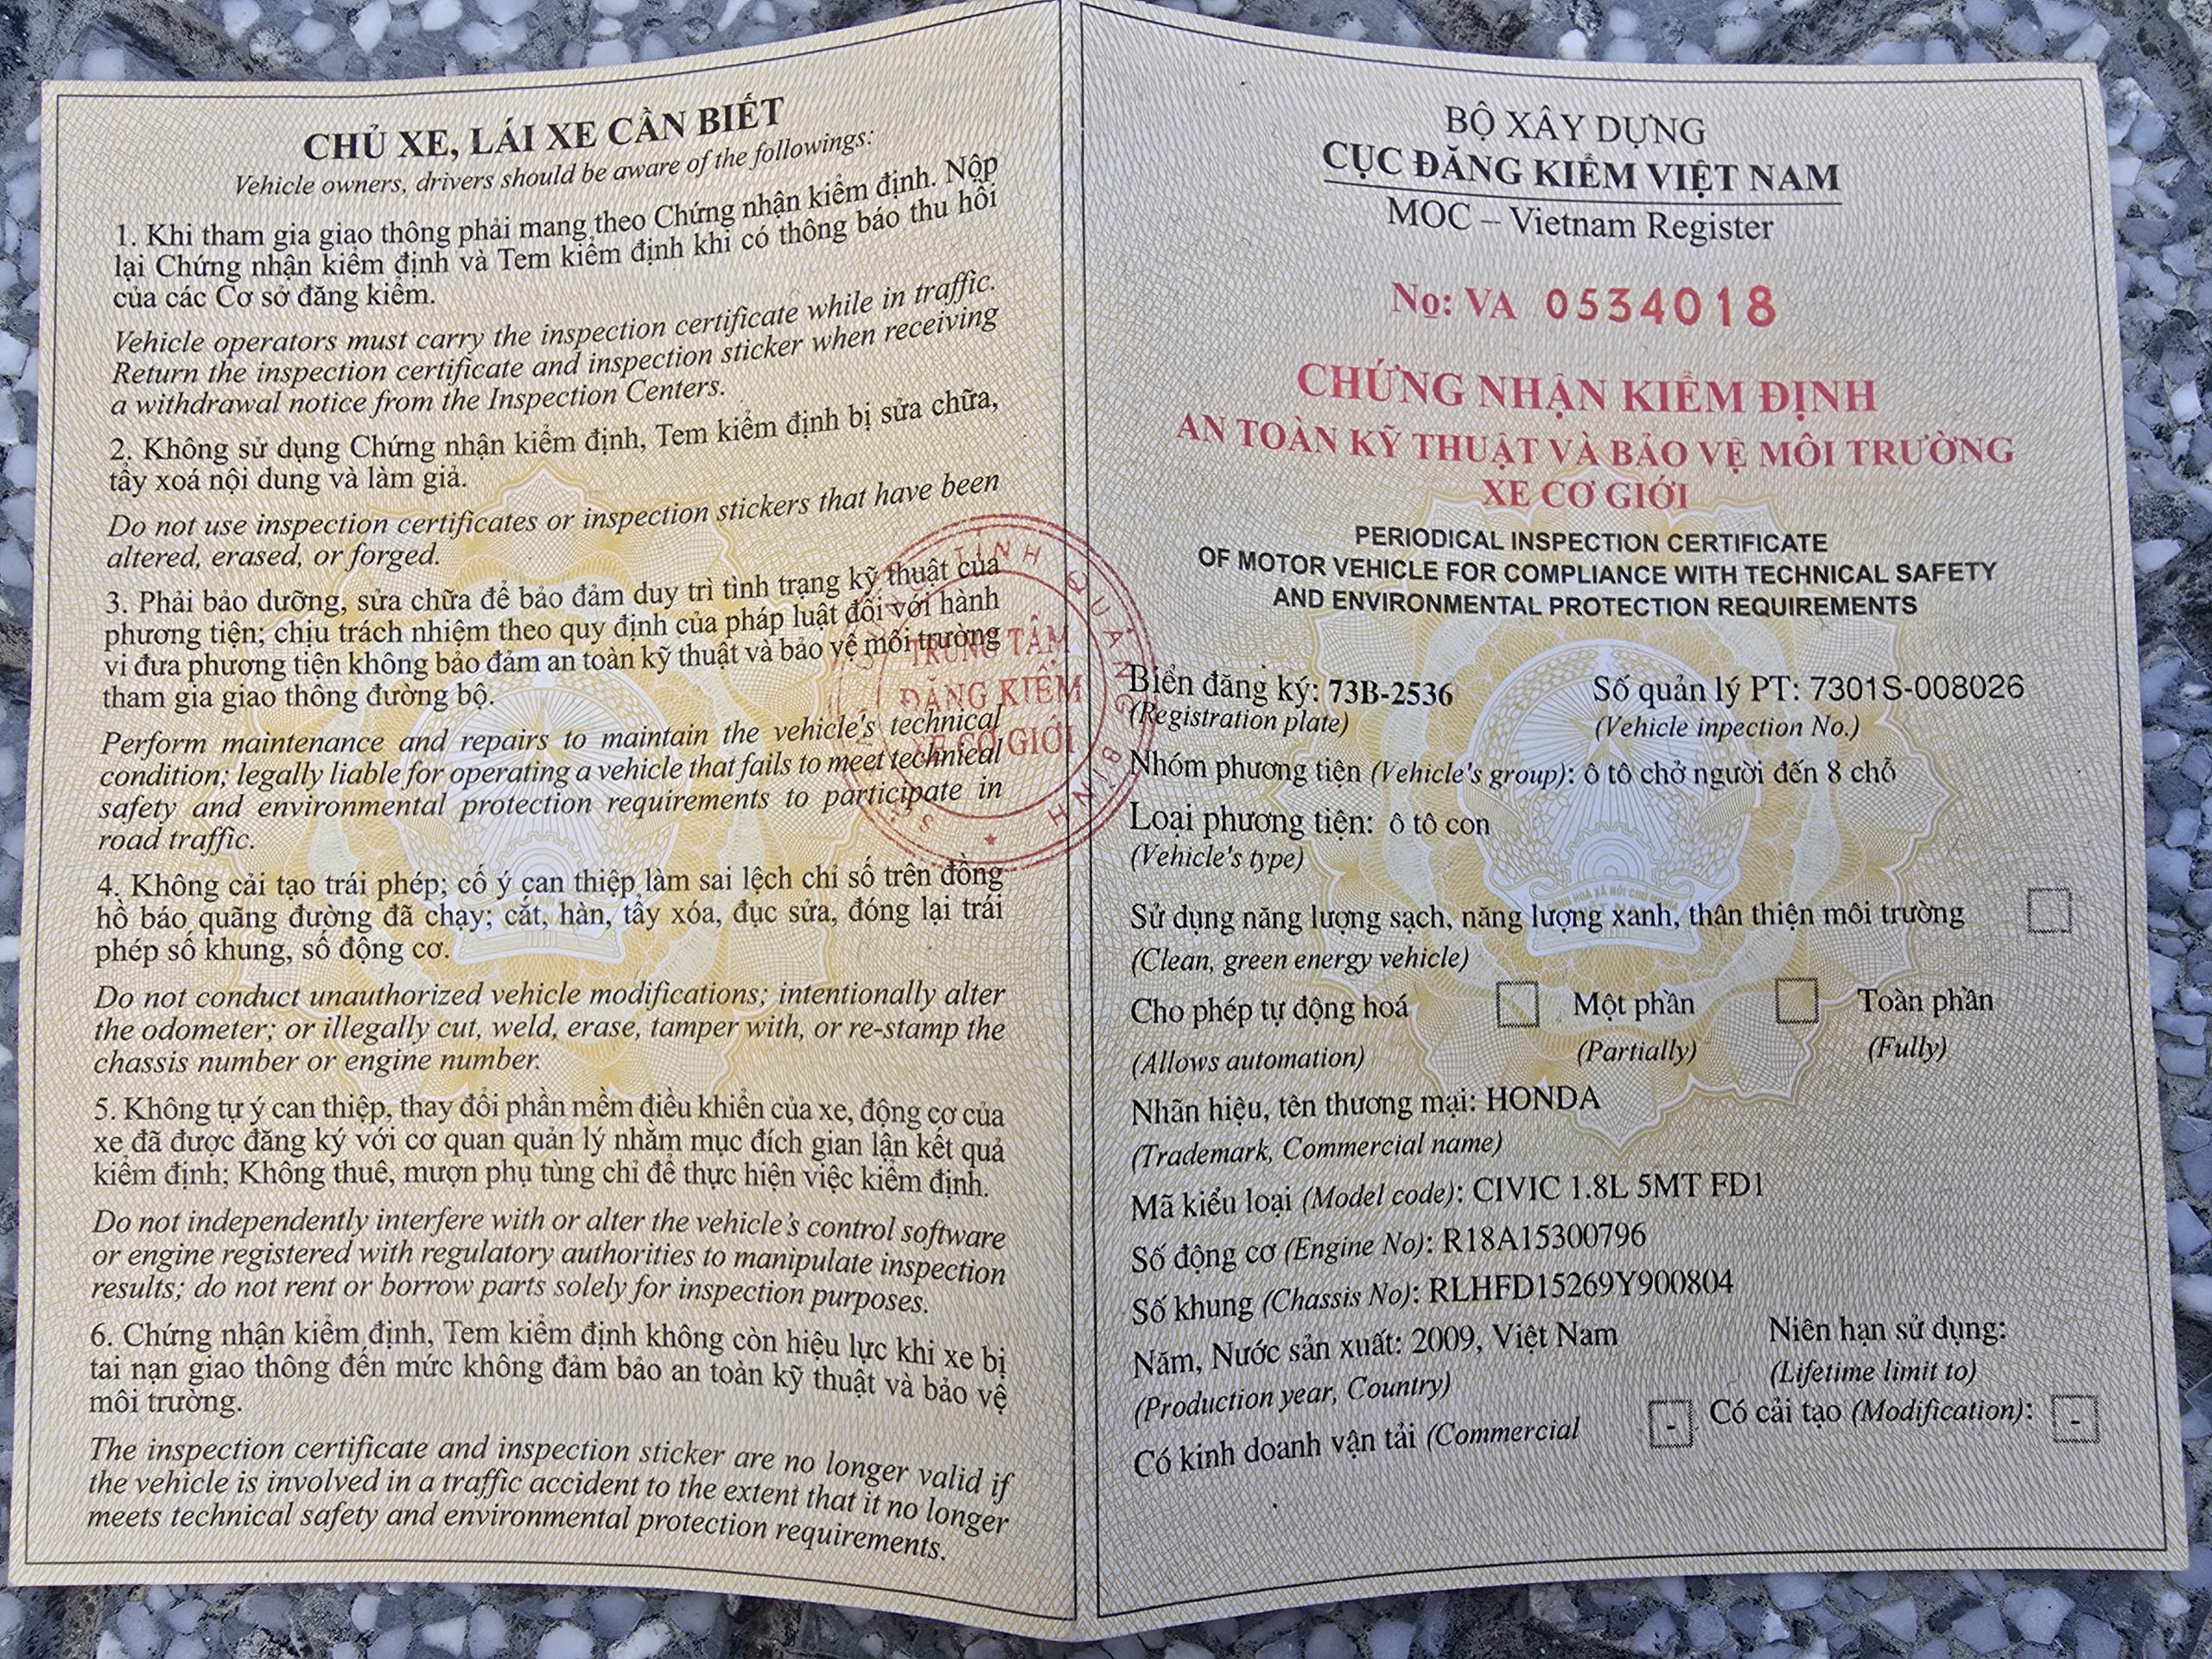 CHỦ XE, LÁI XE CẦN BIẾT
Vehicle owners, drivers should be aware of the followings:
1. Khi tham gia giao thông phải mang theo Chứng nhận kiểm định. Nộp
lại Chứng nhận kiểm định và Tem kiểm định khi có thông báo thu hồi
của các Cơ sở đăng kiểm.
Vehicle operators must carry the inspection certificate while in traffic.
Return the inspection certificate and inspection sticker when receiving
a withdrawal notice from the Inspection Centers.
2. Không sử dụng Chứng nhận kiểm định, Tem kiểm định bị sửa chữa,
tẩy xoá nội dung và làm giả.
Do not use inspection certificates or inspection stickers that have been
altered, erased, or forged.
3. Phải bảo dưỡng, sửa chữa để bảo đảm duy trì tình trạng kỹ thuật của
phương tiện; chịu trách nhiệm theo quy định của pháp luật đối với hành
vi đưa phương tiện không bảo đảm an toàn kỹ thuật và bảo vệ môi trường
tham gia giao thông đường bộ.
Perform maintenance and repairs to maintain the vehicle's technical
condition; legally liable for operating a vehicle that fails to meet technical
safety and environmental protection requirements to participate in
road traffic.
4. Không cải tạo trái phép; cố ý can thiệp làm sai lệch chỉ số trên đồng
hồ báo quãng đường đã chạy; cắt, hàn, tẩy xóa, đục sửa, đóng lại trái
phép số khung, số động cơ.
Do not conduct unauthorized vehicle modifications; intentionally alter
the odometer; or illegally cut, weld, erase, tamper with, or re-stamp the
chassis number or engine number.
5. Không tự ý can thiệp, thay đổi phần mềm điều khiển của xe, động cơ của
xe đã được đăng ký với cơ quan quản lý nhằm mục đích gian lận kết quả
kiểm định; Không thuê, mượn phụ tùng chỉ để thực hiện việc kiểm định.
Do not independently interfere with or alter the vehicle's control software
or engine registered with regulatory authorities to manipulate inspection
results; do not rent or borrow parts solely for inspection purposes.
6. Chứng nhận kiểm định, Tem kiểm định không còn hiệu lực khi xe bị
tai nạn giao thông đến mức không đảm bảo an toàn kỹ thuật và bảo vệ
môi trường.
The inspection certificate and inspection sticker are no longer valid if
the vehicle is involved in a traffic accident to the extent that it no longer
meets technical safety and environmental protection requirements.
TRUNG TÂM
ĐĂNG KIỂM
XE CƠ GIỚI
TỈNH QUẢNG BÌNH
BỘ XÂY DỰNG
CỤC ĐĂNG KIỂM VIỆT NAM
MOC – Vietnam Register
No: VA 0534018
CHỨNG NHẬN KIỂM ĐỊNH
AN TOÀN KỸ THUẬT VÀ BẢO VỆ MÔI TRƯỜNG
XE CƠ GIỚI
PERIODICAL INSPECTION CERTIFICATE
OF MOTOR VEHICLE FOR COMPLIANCE WITH TECHNICAL SAFETY
AND ENVIRONMENTAL PROTECTION REQUIREMENTS
Biển đăng ký: 73B-2536 Số quản lý PT: 7301S-008026
(Registration plate) (Vehicle inpection No.)
Nhóm phương tiện (Vehicle's group): ô tô chở người đến 8 chỗ
Loại phương tiện: ô tô con
(Vehicle's type)
Sử dụng năng lượng sạch, năng lượng xanh, thân thiện môi trường
(Clean, green energy vehicle)
Cho phép tự động hoá Một phần Toàn phần
(Allows automation) (Partially) (Fully)
Nhãn hiệu, tên thương mại: HONDA
(Trademark, Commercial name)
Mã kiểu loại (Model code): CIVIC 1.8L 5MT FD1
Số động cơ (Engine No): R18A15300796
Số khung (Chassis No): RLHFD15269Y900804
Năm, Nước sản xuất: 2009, Việt Nam Niên hạn sử dụng:
(Production year, Country) (Lifetime limit to)
Có kinh doanh vận tải (Commercial - Có cải tạo (Modification): -